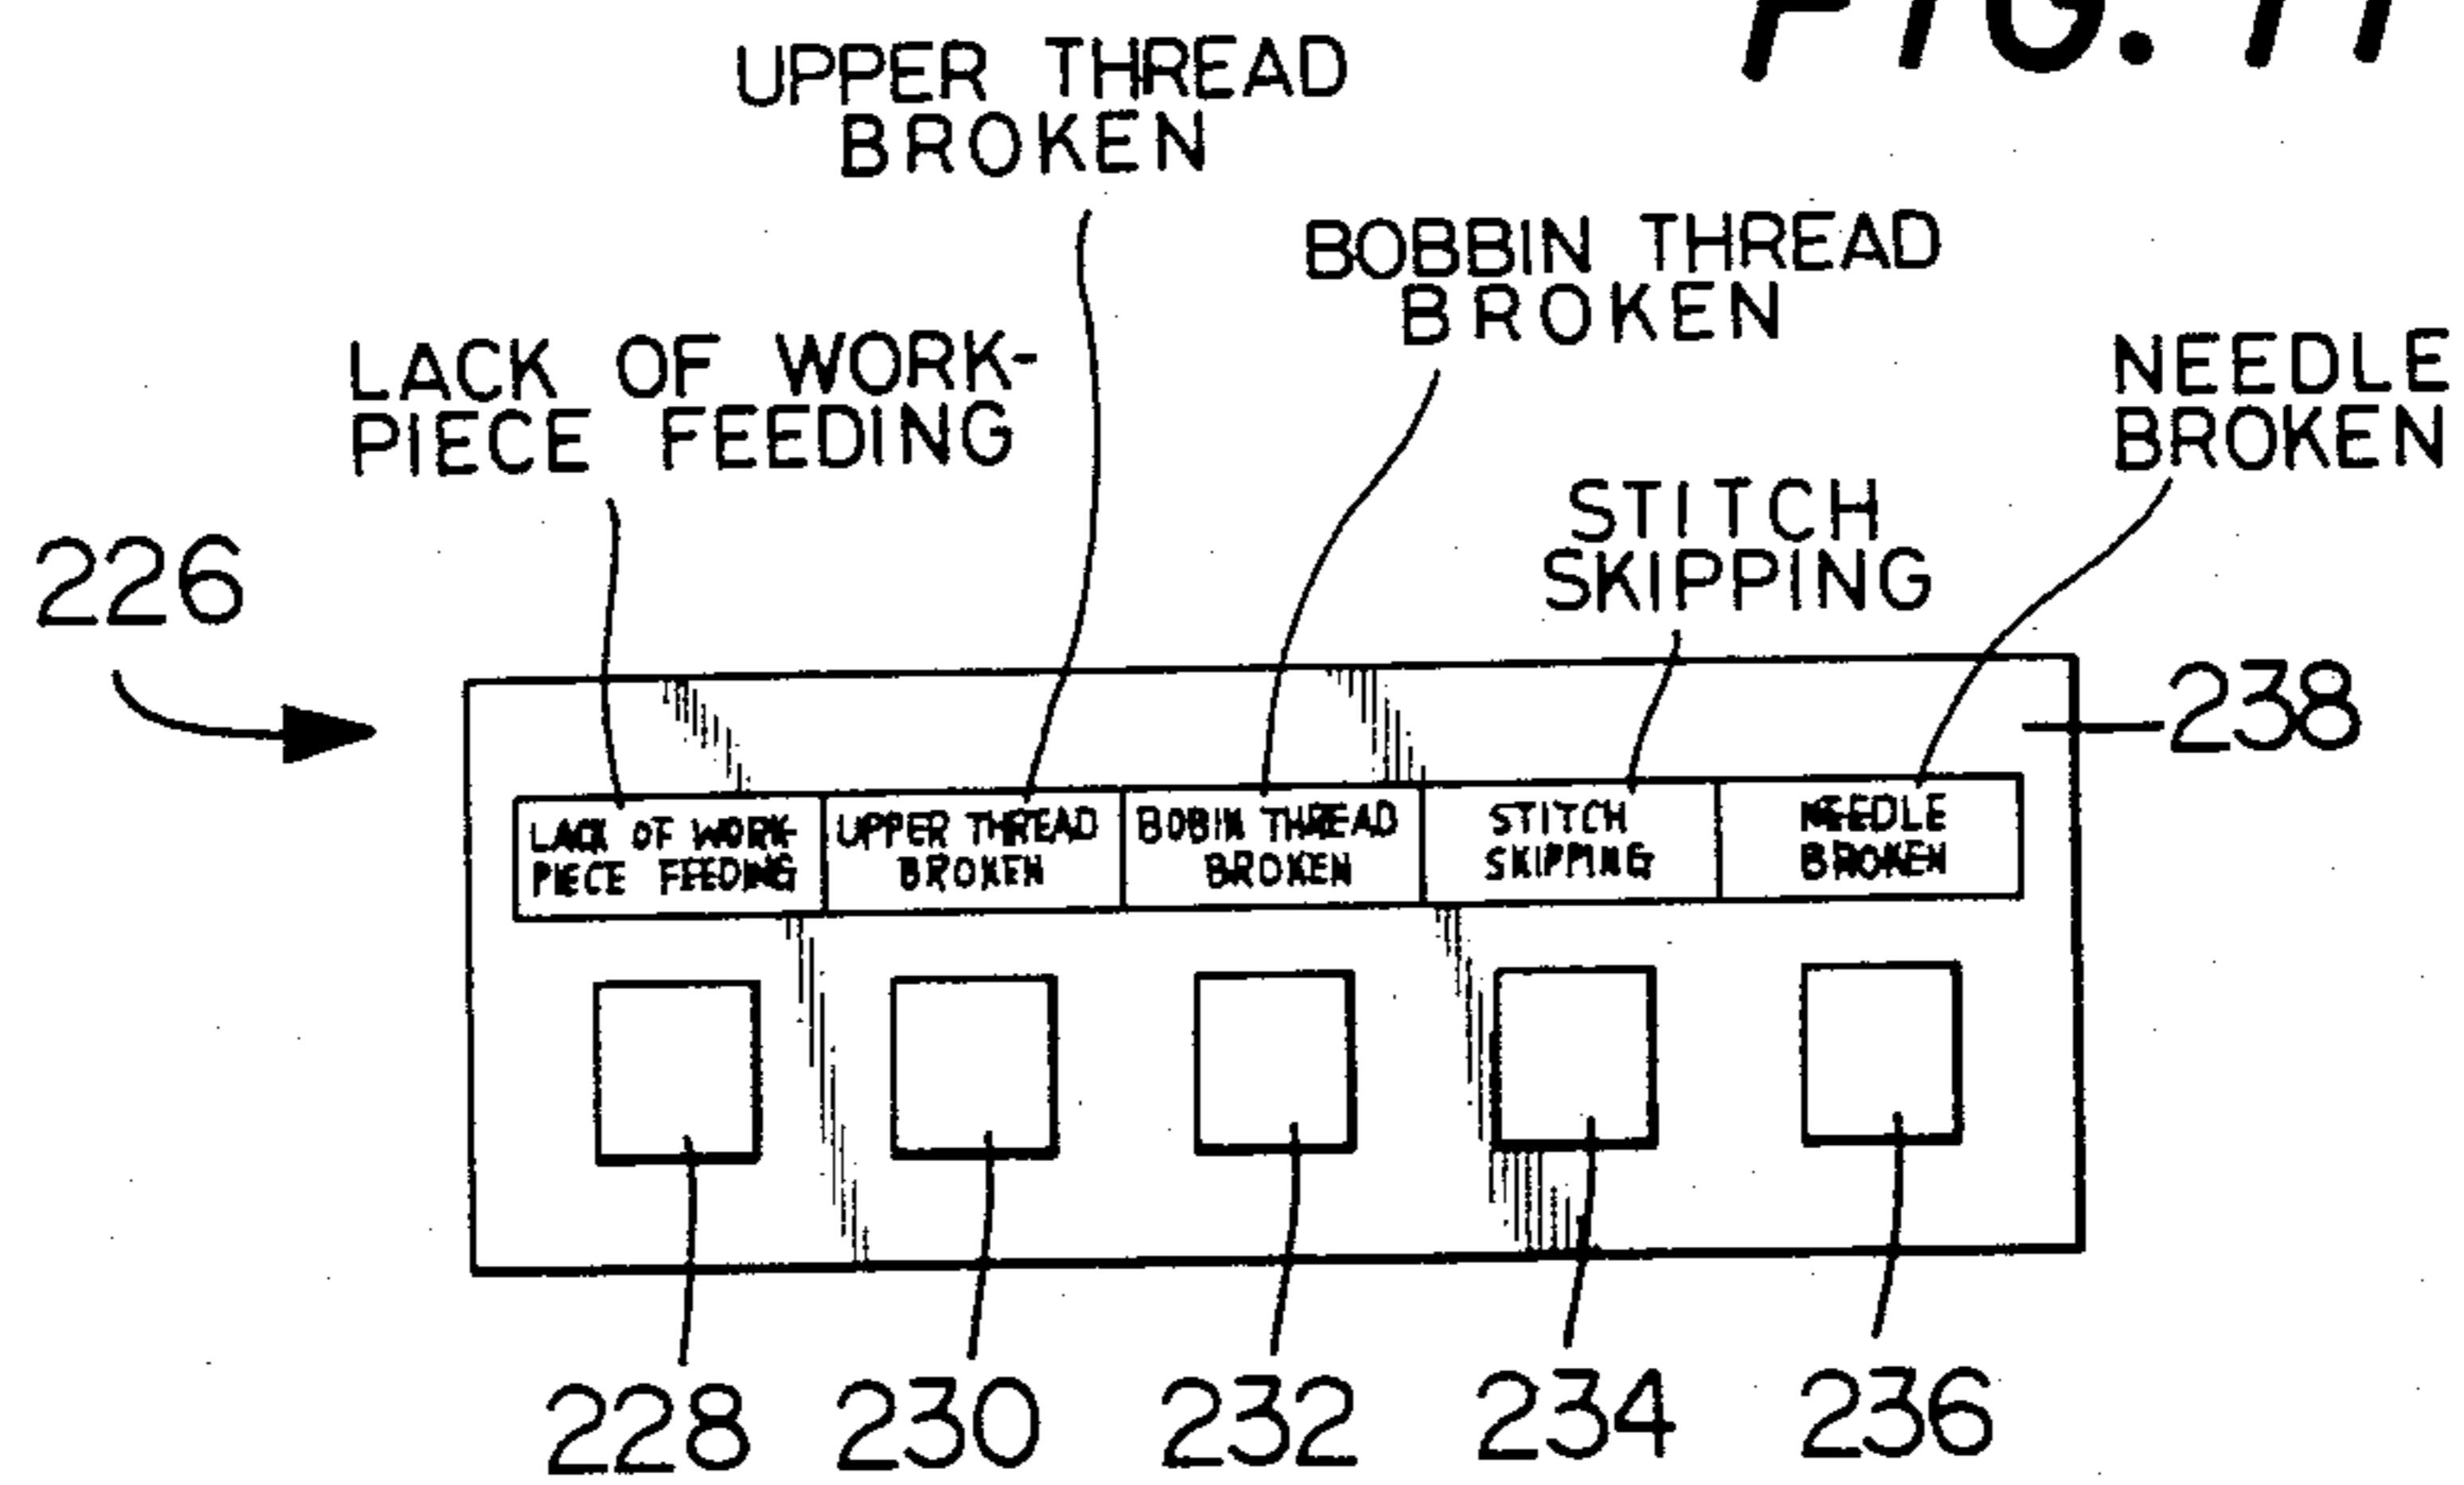 FIG. 11
UPPER THREAD
BROKEN
BOBBIN THREAD
BROKEN
LACK OF WORK-
PIECE FEEDING
NEEDLE
BROKEN
STITCH
SKIPPING
226
238
LACK OF WORK-
PIECE FEEDING
UPPER THREAD
BROKEN
BOBIN THREAD
BROKEN
STITCH
SKIPPING
NEEDLE
BROKEN
228 230 232 234 236